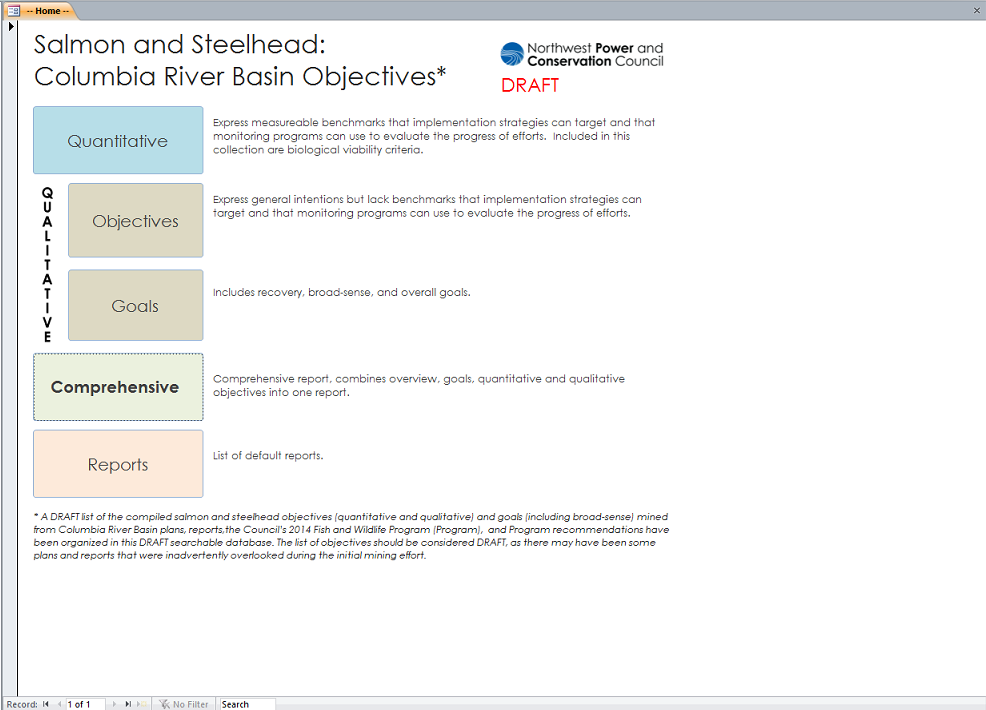 -- Home --
Salmon and Steelhead:
Columbia River Basin Objectives*
Northwest Power and
Conservation Council
DRAFT
Quantitative
Express measureable benchmarks that implementation strategies can target and that
monitoring programs can use to evaluate the progress of efforts. Included in this
collection are biological viability criteria.
QUALITATIVE
Objectives
Express general intentions but lack benchmarks that implementation strategies can
target and that monitoring programs can use to evaluate the progress of efforts.
Goals
Includes recovery, broad-sense, and overall goals.
Comprehensive
Comprehensive report, combines overview, goals, quantitative and qualitative
objectives into one report.
Reports
List of default reports.
* A DRAFT list of the compiled salmon and steelhead objectives (quantitative and qualitative) and goals (including broad-sense) mined
from Columbia River Basin plans, reports,the Council's 2014 Fish and Wildlife Program (Program), and Program recommendations have
been organized in this DRAFT searchable database. The list of objectives should be considered DRAFT, as there may have been some
plans and reports that were inadvertently overlooked during the initial mining effort.
Record: 1 of 1 No Filter Search